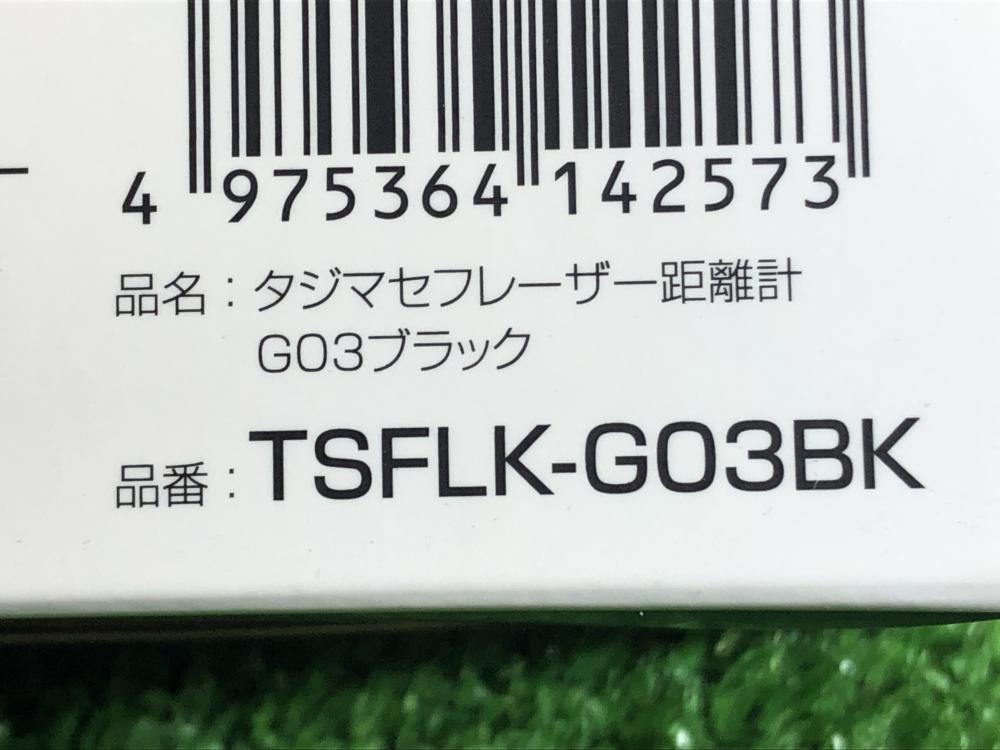 4 975364 142573
品名：タジマセフレーザー距離計
G03ブラック
品番：TSFLK-G03BK